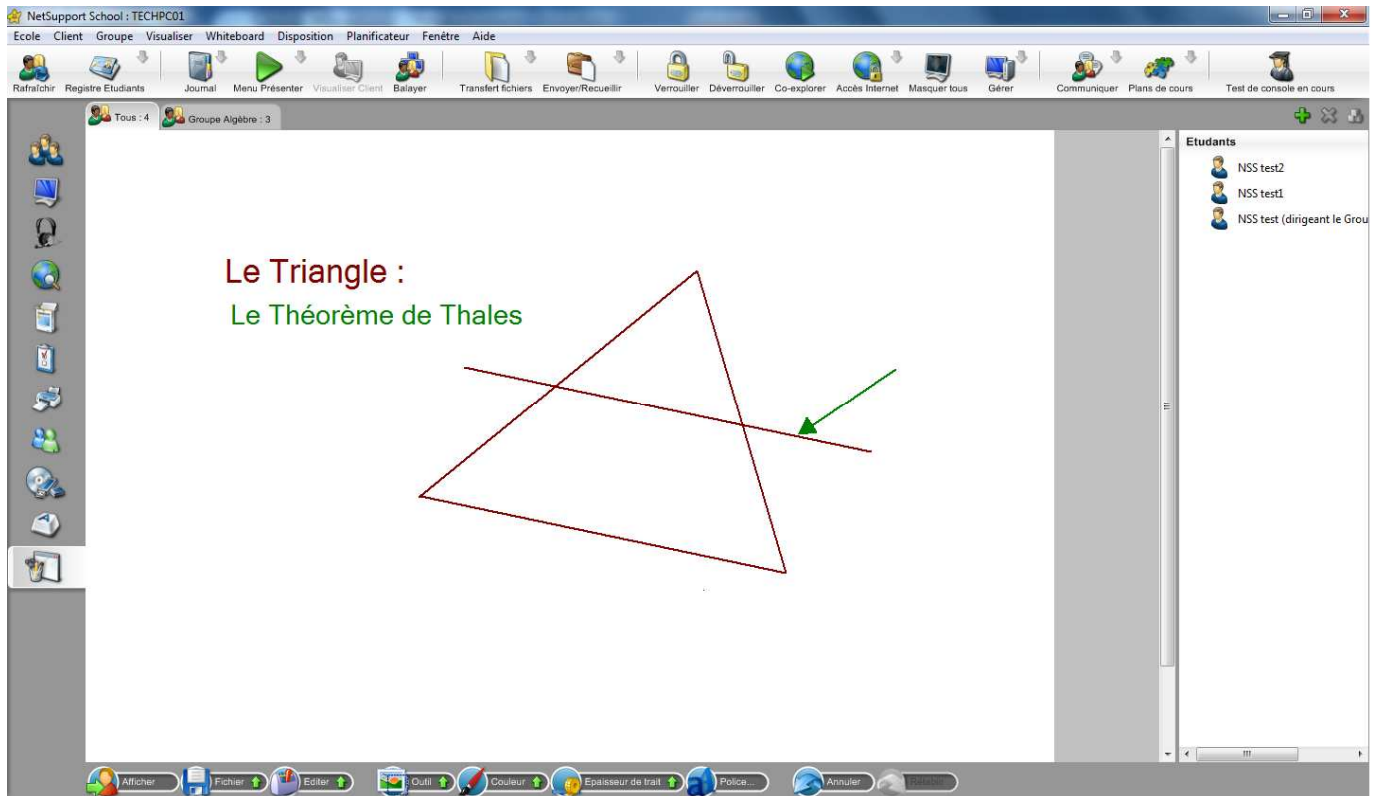 NetSupport School : TECHPC01
Ecole Client Groupe Visualiser Whiteboard Disposition Planificateur Fenêtre Aide
Rafraîchir Registre Etudiants Journal Menu Présenter Visualiser Client Balayer Transfert fichiers Envoyer/Recueillir Verrouiller Déverrouiller Co-explorer Accès Internet Masquer tous Gérer Communiquer Plans de cours Test de console en cours
Tous : 4 Groupe Algèbre : 3
Etudants
NSS test2
NSS test1
NSS test (dirigeant le Grou
Le Triangle :
Le Théorème de Thales
Afficher Fichier Editer Outil Couleur Epaisseur de trait Police... Annuler